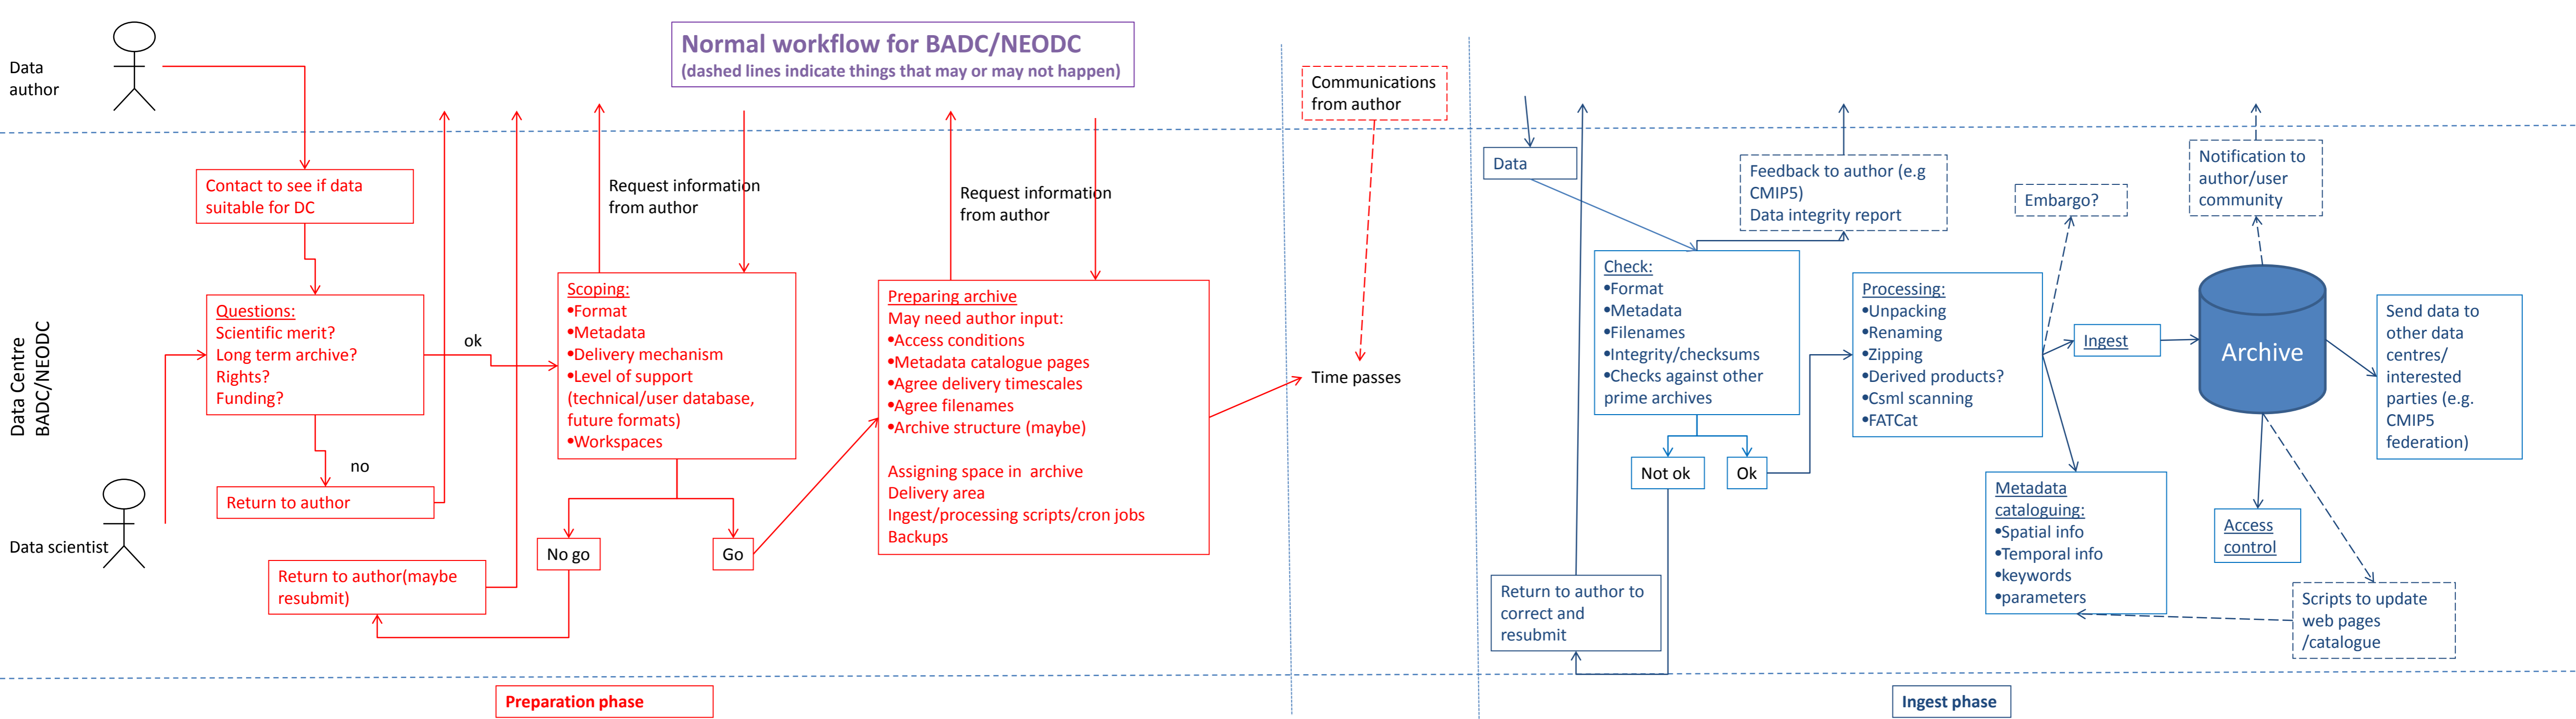 Normal workflow for BADC/NEODC
(dashed lines indicate things that may or may not happen)
Data
author
Data Centre
BADC/NEODC
Data scientist
Contact to see if data
suitable for DC
Questions:
Scientific merit?
Long term archive?
Rights?
Funding?
ok
no
Return to author
Return to author(maybe
resubmit)
Request information
from author
Scoping:
•Format
•Metadata
•Delivery mechanism
•Level of support
(technical/user database,
future formats)
•Workspaces
No go
Go
Request information
from author
Preparing archive
May need author input:
•Access conditions
•Metadata catalogue pages
•Agree delivery timescales
•Agree filenames
•Archive structure (maybe)
Assigning space in  archive
Delivery area
Ingest/processing scripts/cron jobs
Backups
Communications
from author
Time passes
Data
Check:
•Format
•Metadata
•Filenames
•Integrity/checksums
•Checks against other
prime archives
Not ok
Ok
Return to author to
correct and
resubmit
Feedback to author (e.g
CMIP5)
Data integrity report
Processing:
•Unpacking
•Renaming
•Zipping
•Derived products?
•Csml scanning
•FATCat
Embargo?
Ingest
Metadata
cataloguing:
•Spatial info
•Temporal info
•keywords
•parameters
Notification to
author/user
community
Archive
Access
control
Send data to
other data
centres/
interested
parties (e.g.
CMIP5
federation)
Scripts to update
web pages
/catalogue
Preparation phase
Ingest phase